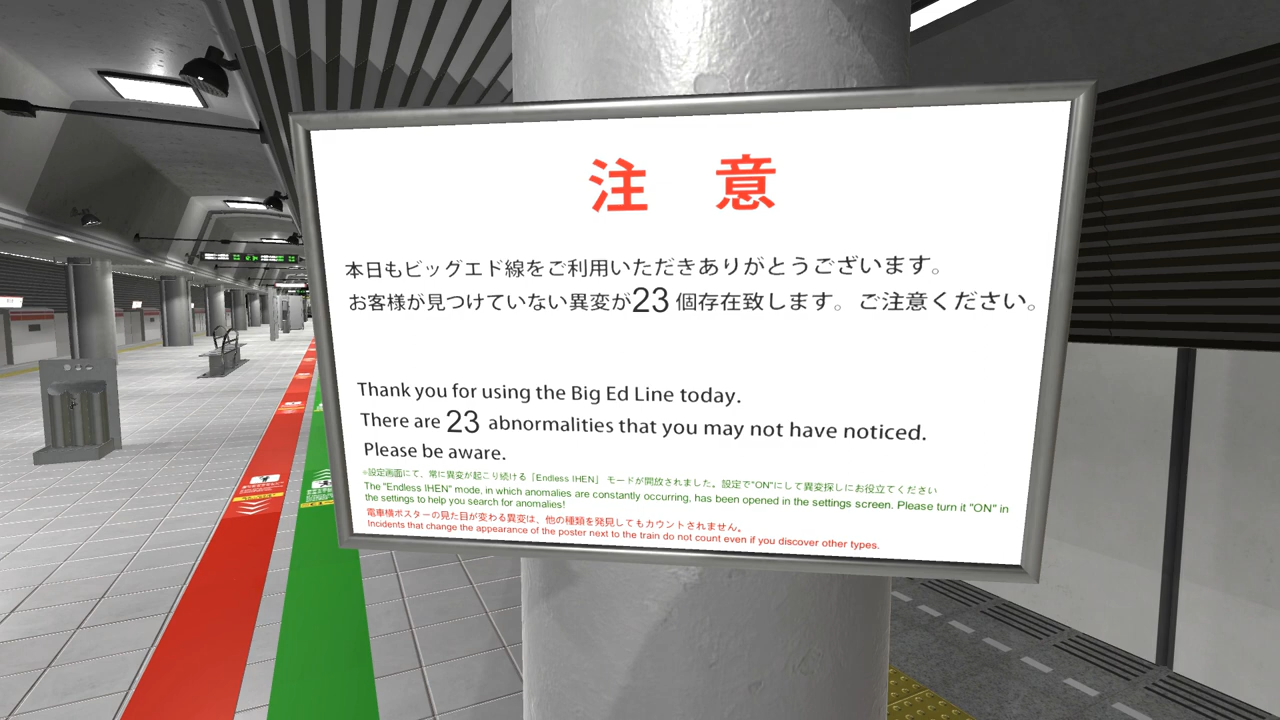 注 意
本日もビッグエド線をご利用いただきありがとうございます。
お客様が見つけていない異変が23個存在致します。ご注意ください。
Thank you for using the Big Ed Line today.
There are 23 abnormalities that you may not have noticed.
Please be aware.
※設定画面にて、常に異変が起こり続ける「Endless IHEN」 モードが開放されました。設定で"ON"にして異変探しにお役立てください
The "Endless IHEN" mode, in which anomalies are constantly occurring, has been opened in the settings screen. Please turn it "ON" in
the settings to help you search for anomalies!
電車横ポスターの見た目が変わる異変は、他の種類を発見してもカウントされません。
Incidents that change the appearance of the poster next to the train do not count even if you discover other types.